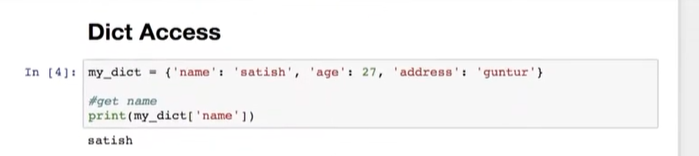 Dict Access
In [4]: my_dict = {'name': 'satish', 'age': 27, 'address': 'guntur'}
#get name
print(my_dict['name'])
satish